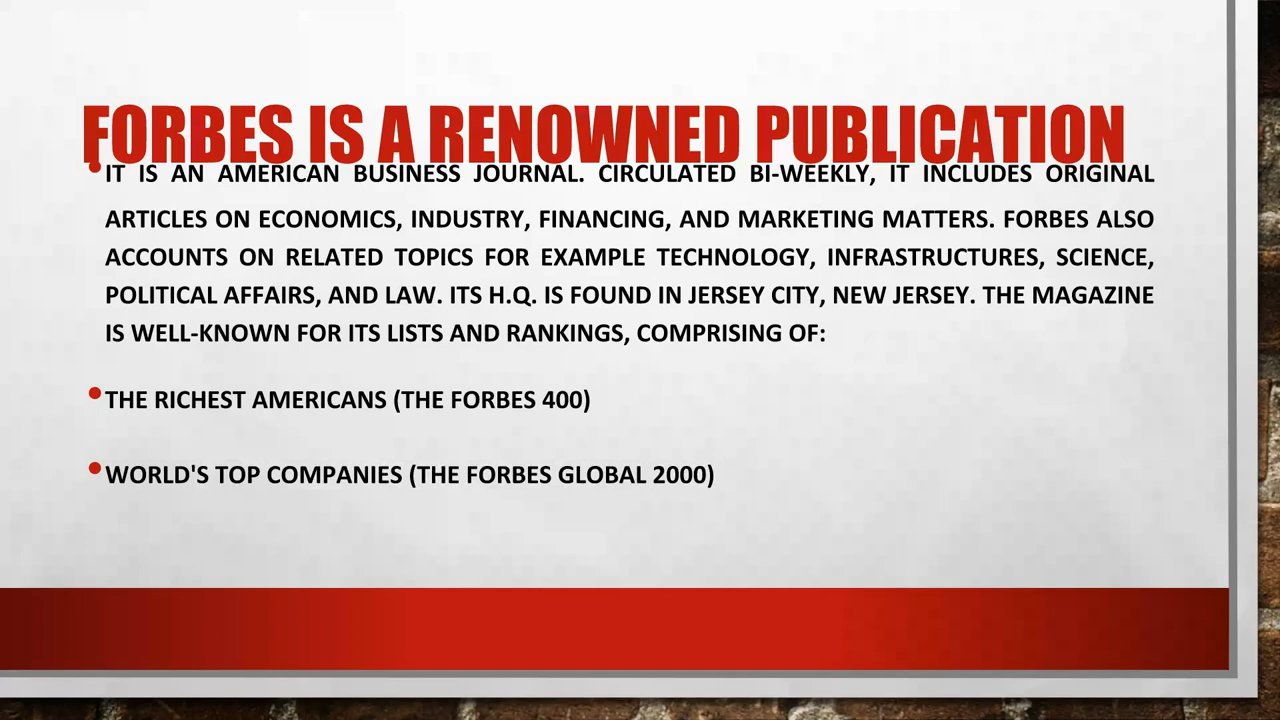 FORBES IS A RENOWNED PUBLICATION
• IT IS AN AMERICAN BUSINESS JOURNAL. CIRCULATED BI-WEEKLY, IT INCLUDES ORIGINAL
ARTICLES ON ECONOMICS, INDUSTRY, FINANCING, AND MARKETING MATTERS. FORBES ALSO
ACCOUNTS ON RELATED TOPICS FOR EXAMPLE TECHNOLOGY, INFRASTRUCTURES, SCIENCE,
POLITICAL AFFAIRS, AND LAW. ITS H.Q. IS FOUND IN JERSEY CITY, NEW JERSEY. THE MAGAZINE
IS WELL-KNOWN FOR ITS LISTS AND RANKINGS, COMPRISING OF:
• THE RICHEST AMERICANS (THE FORBES 400)
• WORLD'S TOP COMPANIES (THE FORBES GLOBAL 2000)